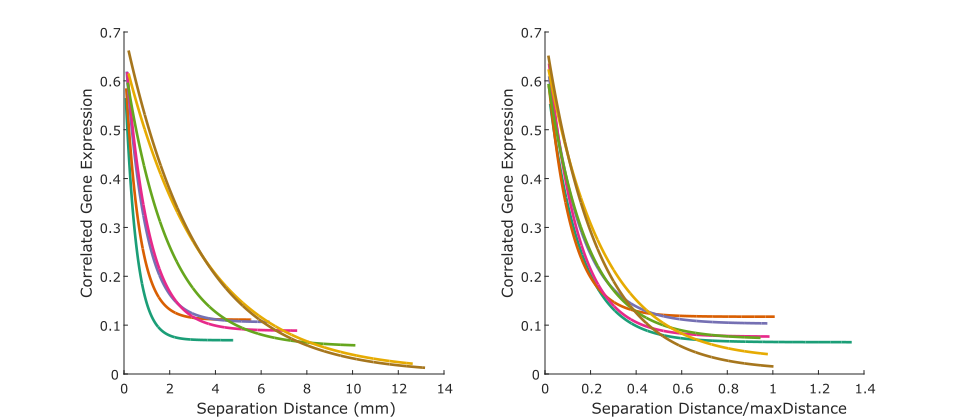 0.7
0.6
0.5
0.4
0.3
0.2
0.1
0
Correlated Gene Expression
0 2 4 6 8 10 12 14
Separation Distance (mm)
0.7
0.6
0.5
0.4
0.3
0.2
0.1
0
Correlated Gene Expression
0 0.2 0.4 0.6 0.8 1 1.2 1.4
Separation Distance/maxDistance